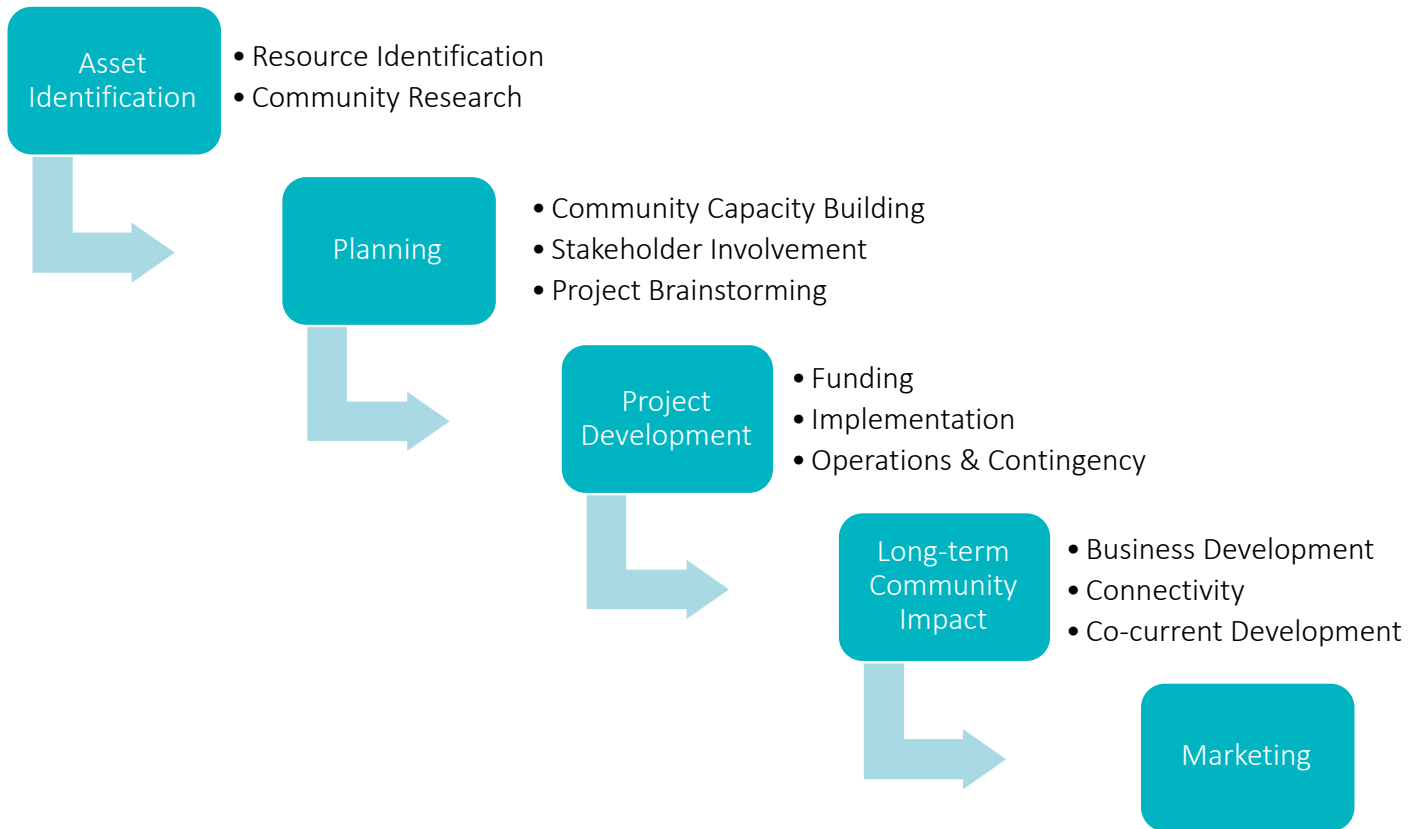 Asset
Identification
• Resource Identification
• Community Research
Planning
• Community Capacity Building
• Stakeholder Involvement
• Project Brainstorming
Project
Development
• Funding
• Implementation
• Operations & Contingency
Long-term
Community
Impact
• Business Development
• Connectivity
• Co-current Development
Marketing